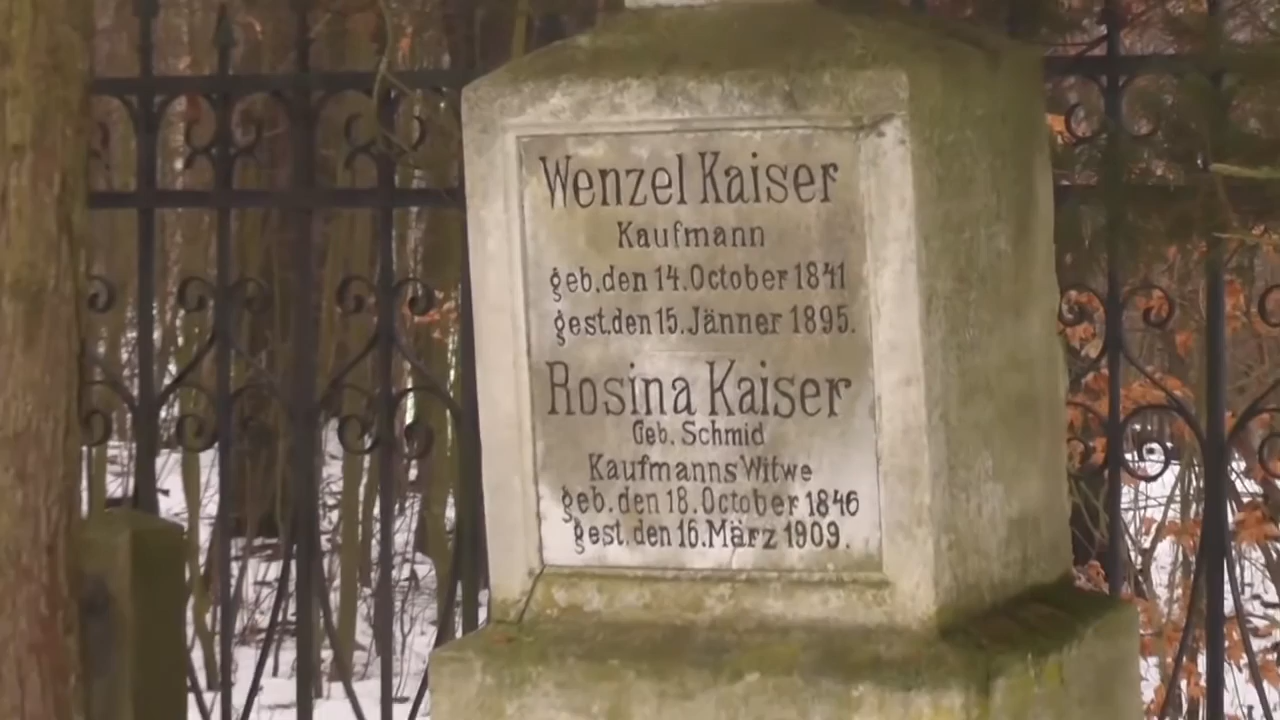 Wenzel Kaiser
Kaufmann
geb.den 14.October 1841
gest.den 15.Jänner 1895.
Rosina Kaiser
Geb. Schmid
Kaufmanns Witwe
geb.den 18.October 1846
gest.den 16.März 1909.